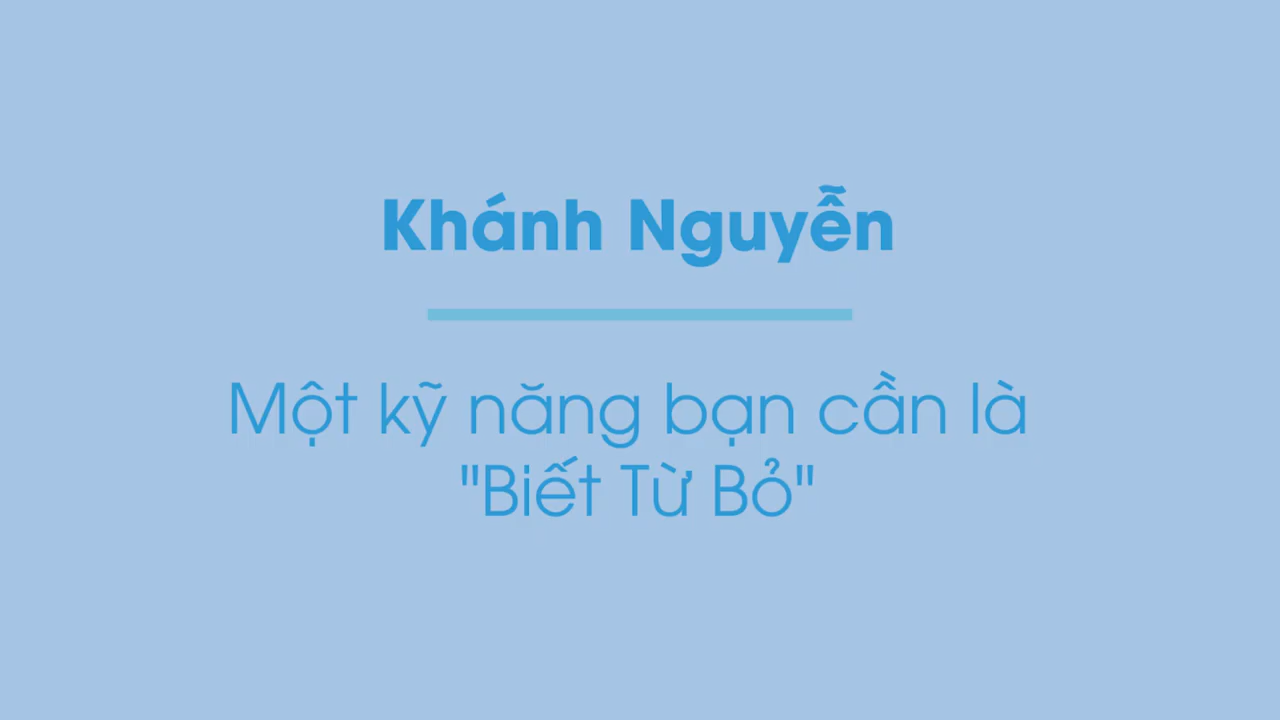 Khánh Nguyễn
Một kỹ năng bạn cần là
"Biết Từ Bỏ"